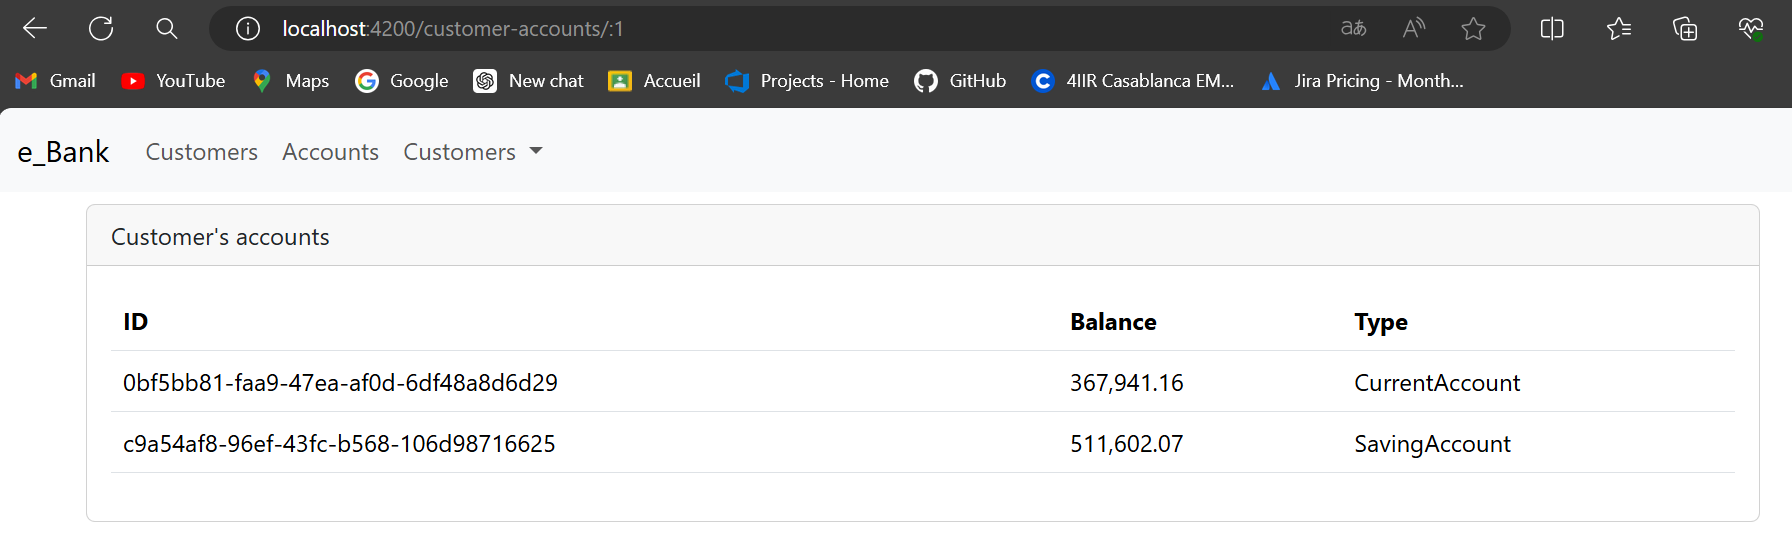 localhost:4200/customer-accounts/:1
Gmail YouTube Maps Google New chat Accueil Projects - Home GitHub 4IIR Casablanca EM... Jira Pricing - Month...
e_Bank Customers Accounts Customers
Customer's accounts
ID Balance Type
0bf5bb81-faa9-47ea-af0d-6df48a8d6d29 367,941.16 CurrentAccount
c9a54af8-96ef-43fc-b568-106d98716625 511,602.07 SavingAccount